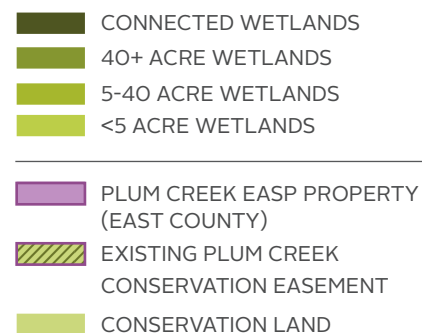 CONNECTED WETLANDS
40+ ACRE WETLANDS
5-40 ACRE WETLANDS
<5 ACRE WETLANDS
PLUM CREEK EASP PROPERTY
(EAST COUNTY)
EXISTING PLUM CREEK
CONSERVATION EASEMENT
CONSERVATION LAND